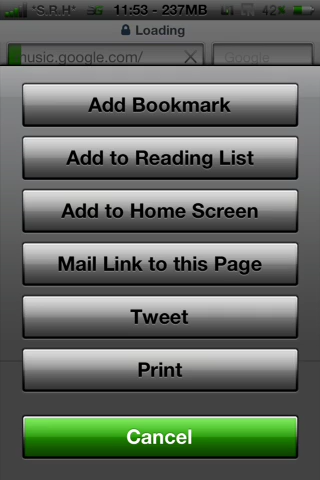 *S.R.H* 11:53 - 237MB 42%
Loading
music.google.com/ Google
Add Bookmark
Add to Reading List
Add to Home Screen
Mail Link to this Page
Tweet
Print
Cancel